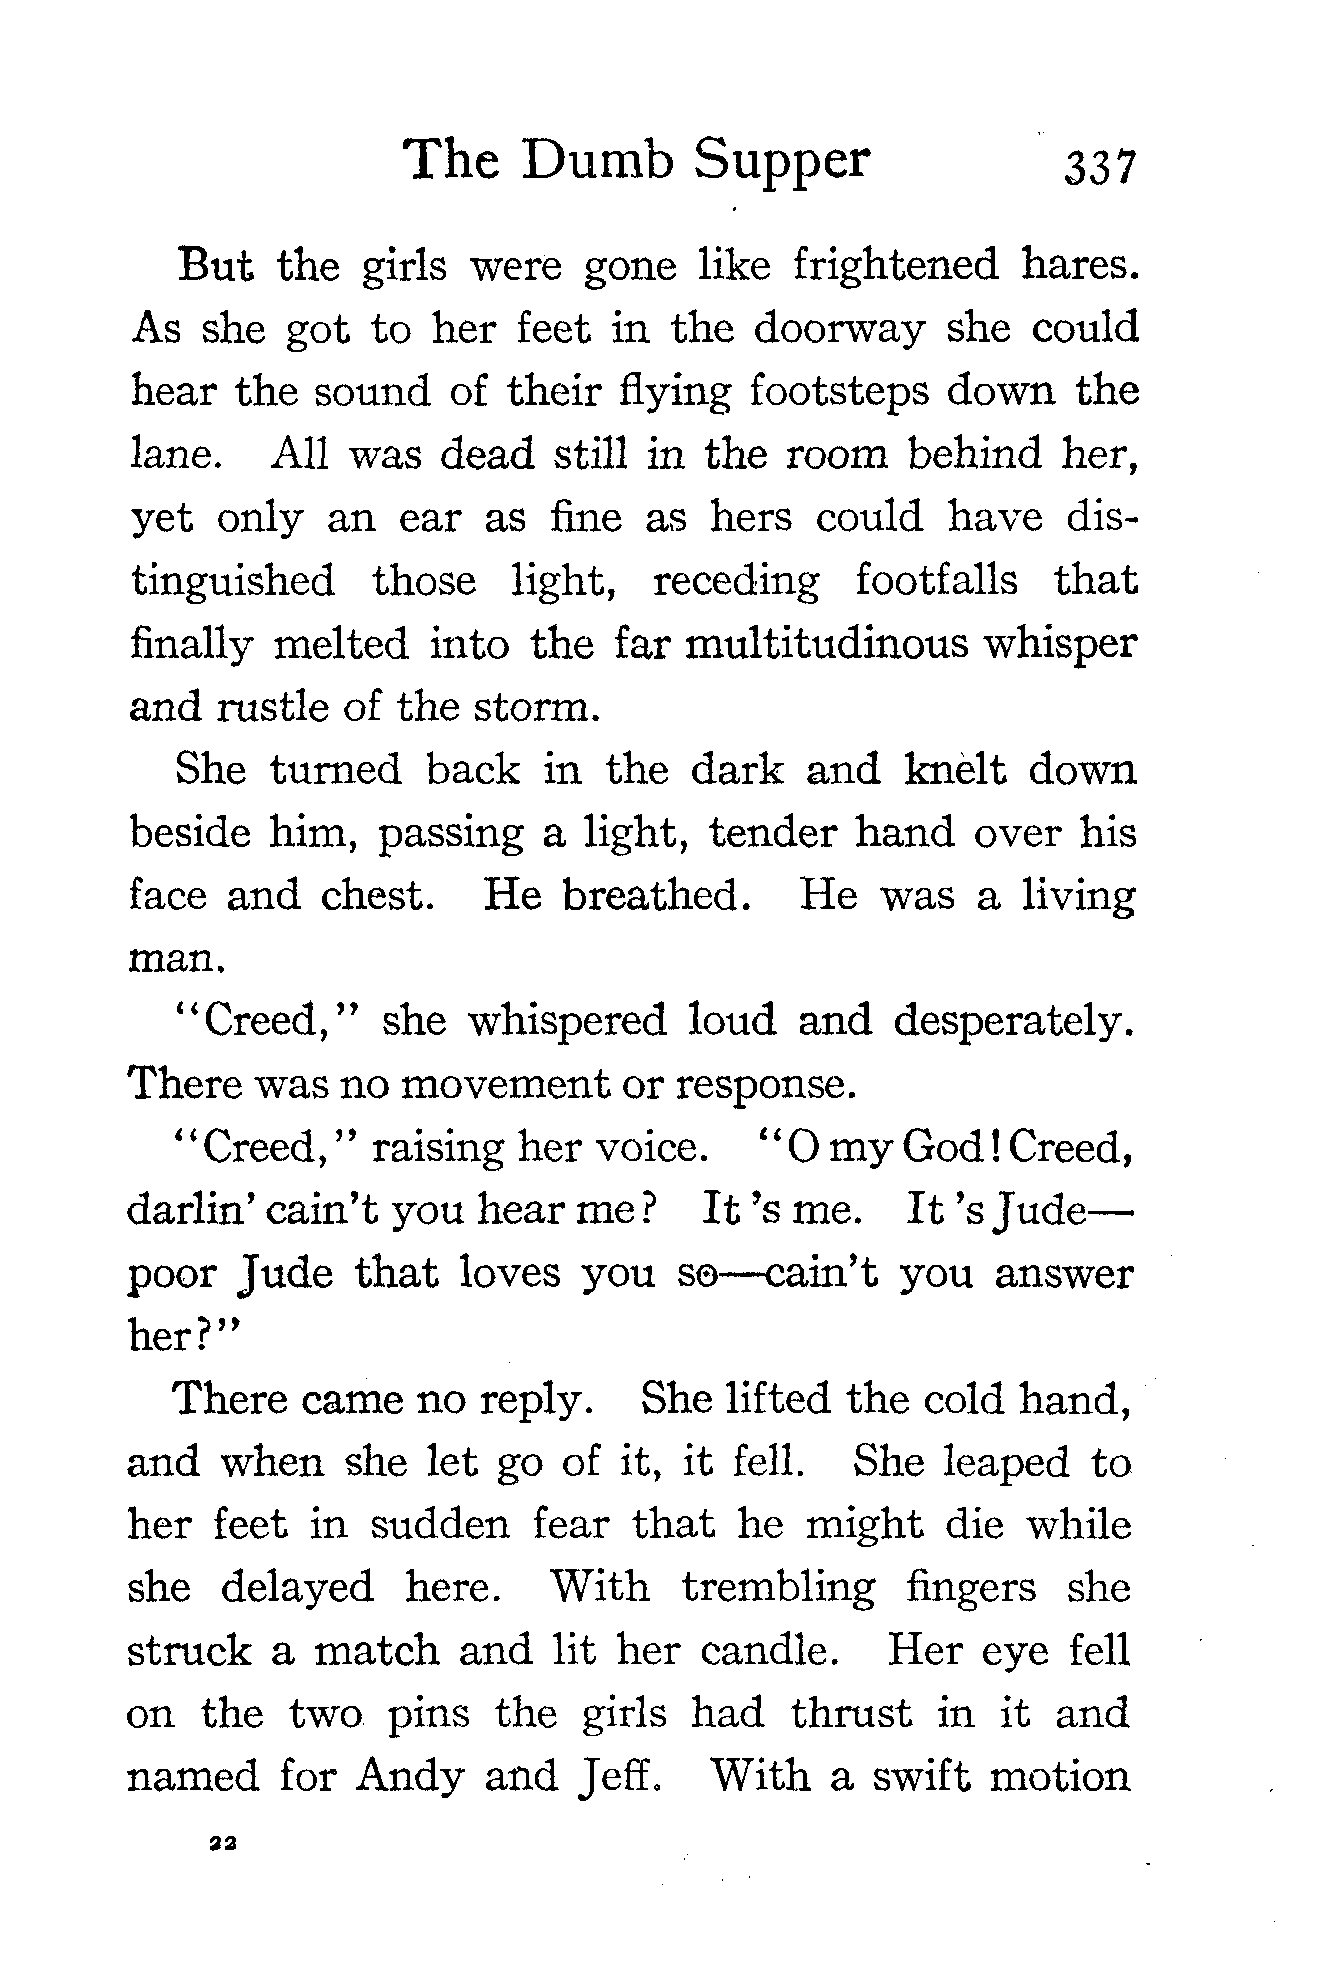 The Dumb Supper 337
But the girls were gone like frightened hares.
As she got to her feet in the doorway she could
hear the sound of their flying footsteps down the
lane. All was dead still in the room behind her,
yet only an ear as fine as hers could have dis-
tinguished those light, receding footfalls that
finally melted into the far multitudinous whisper
and rustle of the storm.
She turned back in the dark and knelt down
beside him, passing a light, tender hand over his
face and chest. He breathed. He was a living
man.
"Creed," she whispered loud and desperately.
There was no movement or response.
"Creed," raising her voice. "O my God! Creed,
darlin' cain't you hear me? It 's me. It 's Jude—
poor Jude that loves you so—cain't you answer
her?"
There came no reply. She lifted the cold hand,
and when she let go of it, it fell. She leaped to
her feet in sudden fear that he might die while
she delayed here. With trembling fingers she
struck a match and lit her candle. Her eye fell
on the two pins the girls had thrust in it and
named for Andy and Jeff. With a swift motion
22